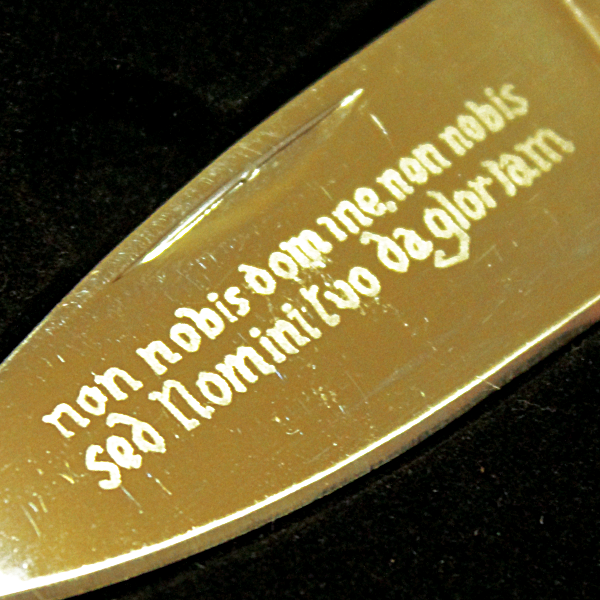 non nobis domine, non nobis
sed Nomini tuo da gloriam